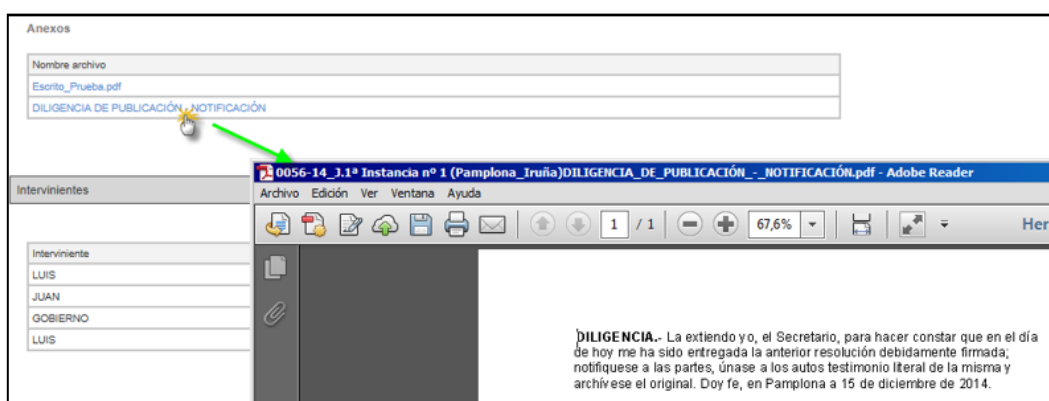 Anexos
Nombre archivo
Escrito_Prueba.pdf
DILIGENCIA DE PUBLICACIÓN - NOTIFICACIÓN
0056-14_J.1ª Instancia nº 1 (Pamplona_Iruña)DILIGENCIA_DE_PUBLICACIÓN_-_NOTIFICACIÓN.pdf - Adobe Reader
Archivo Edición Ver Ventana Ayuda
1 / 1 67,6% Her
Intervinientes
Interviniente
LUIS
JUAN
GOBIERNO
LUIS
DILIGENCIA.- La extiendo yo, el Secretario, para hacer constar que en el día
de hoy me ha sido entregada la anterior resolución debidamente firmada;
notifiquese a las partes, únase a los autos testimonio literal de la misma y
archívese el original. Doy fe, en Pamplona a 15 de diciembre de 2014.